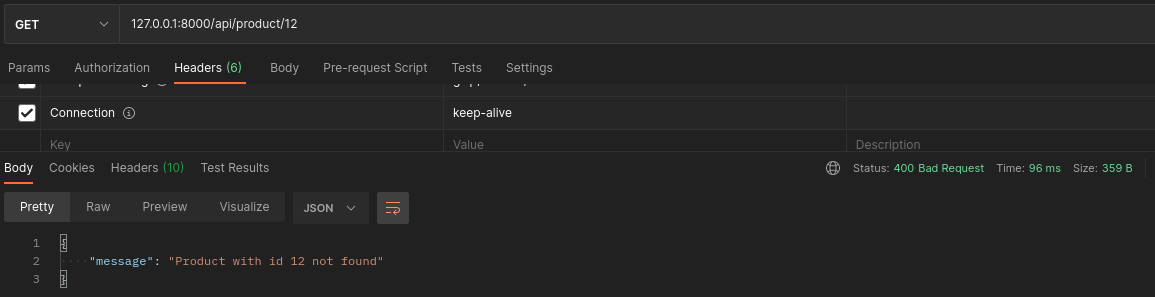 GET 127.0.0.1:8000/api/product/12
Params Authorization Headers (6) Body Pre-request Script Tests Settings
Connection keep-alive
Key Value Description
Body Cookies Headers (10) Test Results Status: 400 Bad Request Time: 96 ms Size: 359 B
Pretty Raw Preview Visualize JSON
1 {
2 "message": "Product with id 12 not found"
3 }